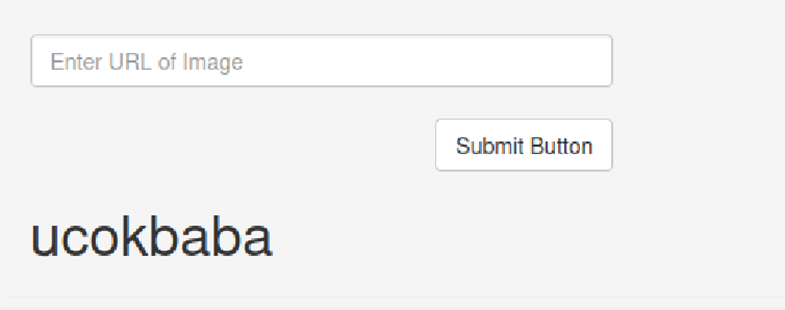 Enter URL of Image
Submit Button
ucokbaba